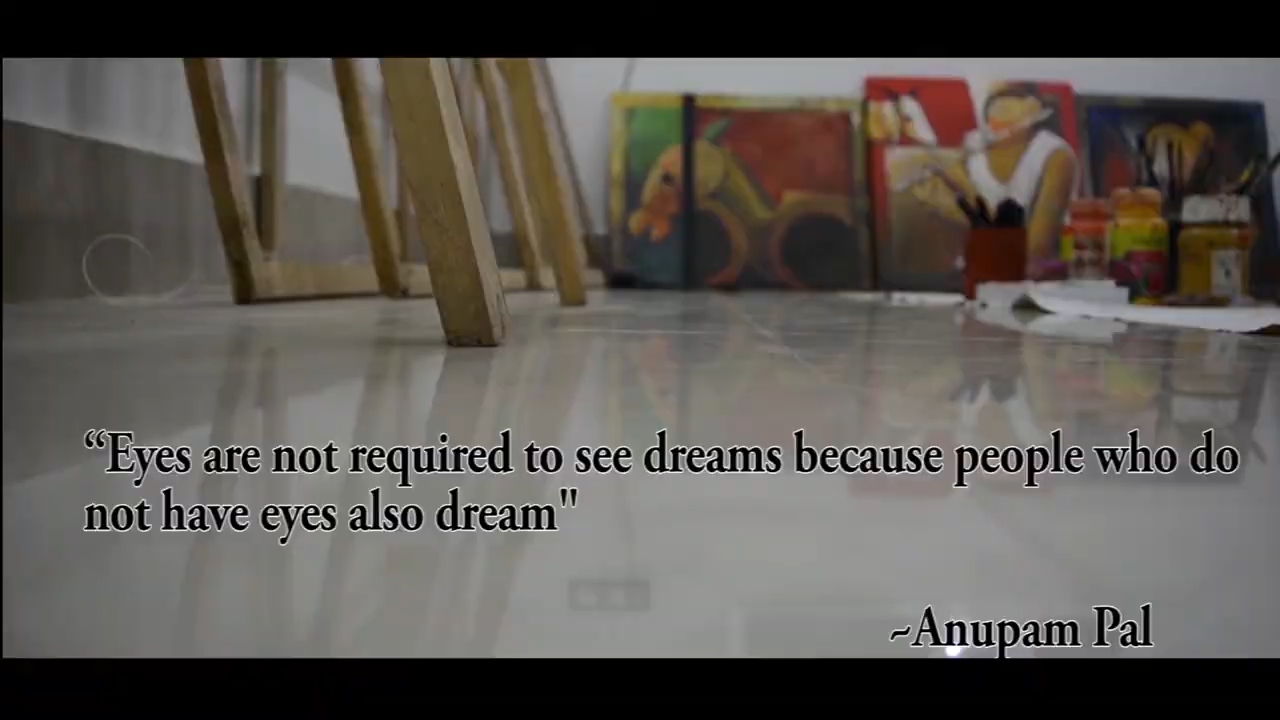 “Eyes are not required to see dreams because people who do
not have eyes also dream"
~Anupam Pal